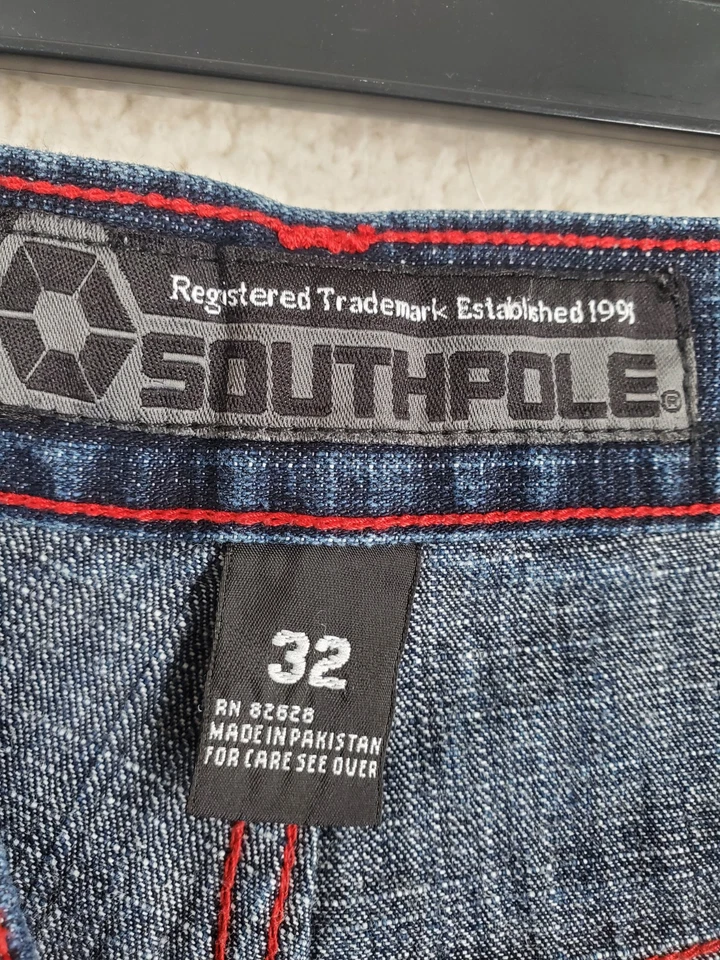 Registered Trademark Established 1991
SOUTHPOLE®
32
RN 82628
MADE IN PAKISTAN
FOR CARE SEE OVER